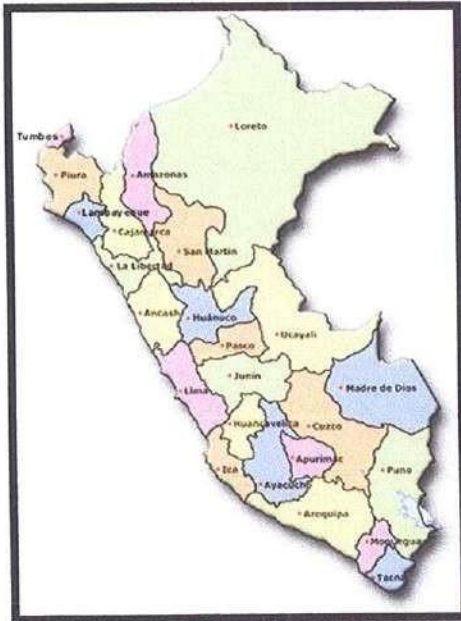 Loreto
Tumbes
Piura
Amazonas
Lambayeque
Cajamarca
San Martin
La Libertad
Ancash
Huánuco
Ucayali
Pasco
Lima
Junin
Madre de Dios
Huancavelica
Cuzco
Ica
Apurimac
Puno
Ayacucho
Arequipa
Moquegua
Tacna